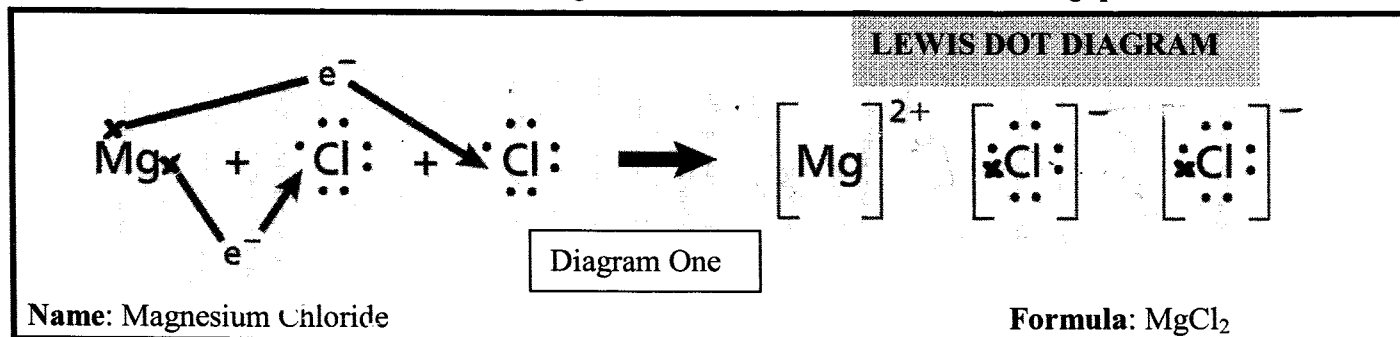 LEWIS DOT DIAGRAM
e⁻
Mg + Cl + Cl [Mg]²⁺ [Cl]⁻ [Cl]⁻
e⁻
Diagram One
Name: Magnesium Chloride
Formula: MgCl₂